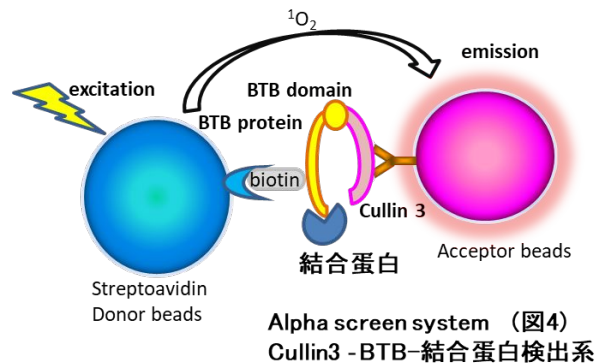 ¹O₂
excitation
emission
BTB domain
BTB protein
biotin
Cullin 3
結合蛋白
Acceptor beads
Streptoavidin
Donor beads
Alpha screen system （図4）
Cullin3 -BTB-結合蛋白検出系